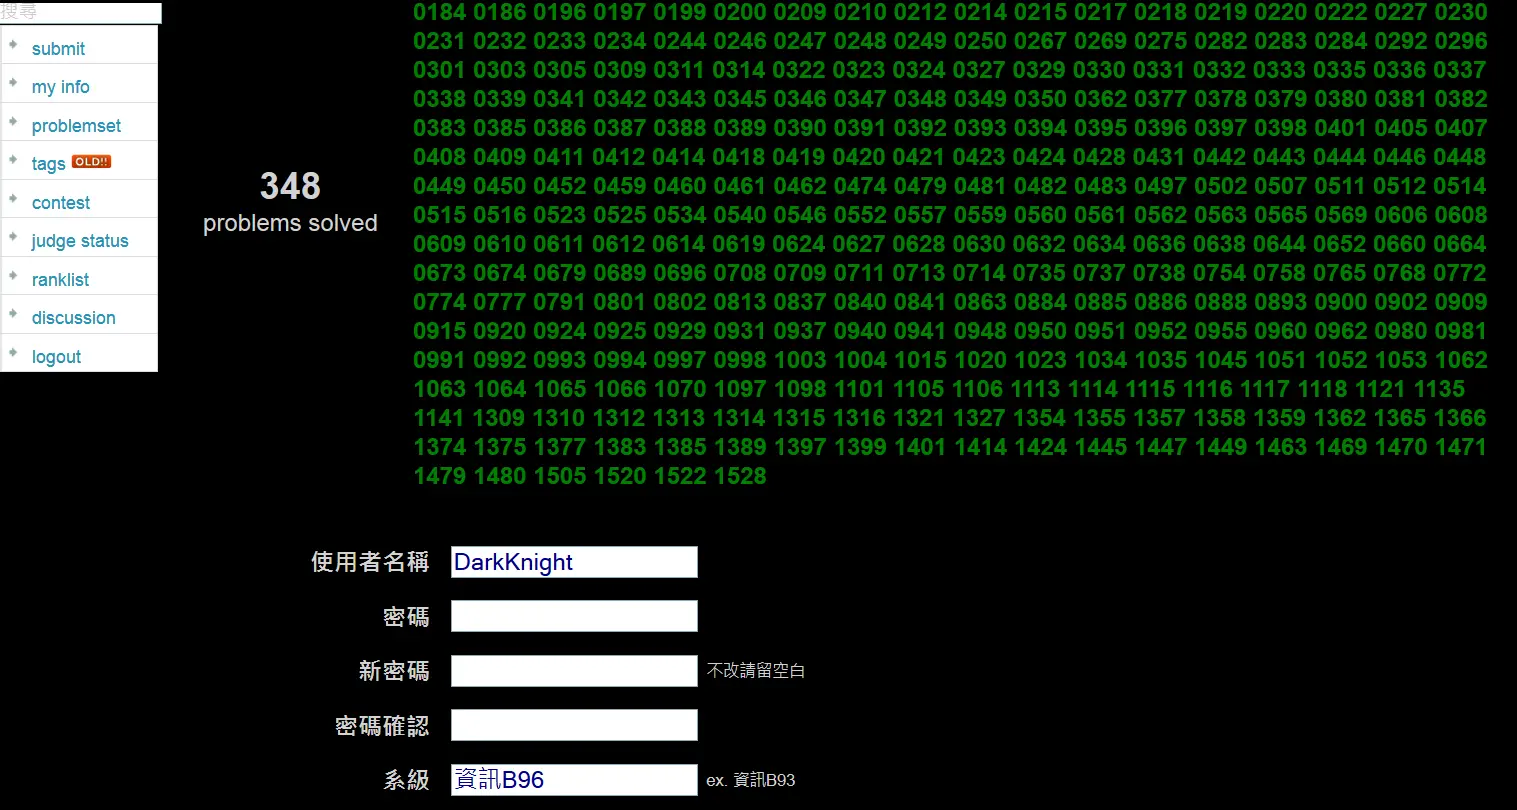 搜尋
submit
my info
problemset
tags OLD!!
contest
judge status
ranklist
discussion
logout
348
problems solved
0184 0186 0196 0197 0199 0200 0209 0210 0212 0214 0215 0217 0218 0219 0220 0222 0227 0230
0231 0232 0233 0234 0244 0246 0247 0248 0249 0250 0267 0269 0275 0282 0283 0284 0292 0296
0301 0303 0305 0309 0311 0314 0322 0323 0324 0327 0329 0330 0331 0332 0333 0335 0336 0337
0338 0339 0341 0342 0343 0345 0346 0347 0348 0349 0350 0362 0377 0378 0379 0380 0381 0382
0383 0385 0386 0387 0388 0389 0390 0391 0392 0393 0394 0395 0396 0397 0398 0401 0405 0407
0408 0409 0411 0412 0414 0418 0419 0420 0421 0423 0424 0428 0431 0442 0443 0444 0446 0448
0449 0450 0452 0459 0460 0461 0462 0474 0479 0481 0482 0483 0497 0502 0507 0511 0512 0514
0515 0516 0523 0525 0534 0540 0546 0552 0557 0559 0560 0561 0562 0563 0565 0569 0606 0608
0609 0610 0611 0612 0614 0619 0624 0627 0628 0630 0632 0634 0636 0638 0644 0652 0660 0664
0673 0674 0679 0689 0696 0708 0709 0711 0713 0714 0735 0737 0738 0754 0758 0765 0768 0772
0774 0777 0791 0801 0802 0813 0837 0840 0841 0863 0884 0885 0886 0888 0893 0900 0902 0909
0915 0920 0924 0925 0929 0931 0937 0940 0941 0948 0950 0951 0952 0955 0960 0962 0980 0981
0991 0992 0993 0994 0997 0998 1003 1004 1015 1020 1023 1034 1035 1045 1051 1052 1053 1062
1063 1064 1065 1066 1070 1097 1098 1101 1105 1106 1113 1114 1115 1116 1117 1118 1121 1135
1141 1309 1310 1312 1313 1314 1315 1316 1321 1327 1354 1355 1357 1358 1359 1362 1365 1366
1374 1375 1377 1383 1385 1389 1397 1399 1401 1414 1424 1445 1447 1449 1463 1469 1470 1471
1479 1480 1505 1520 1522 1528
使用者名稱 DarkKnight
密碼
新密碼 不改請留空白
密碼確認
系級 資訊B96 ex. 資訊B93